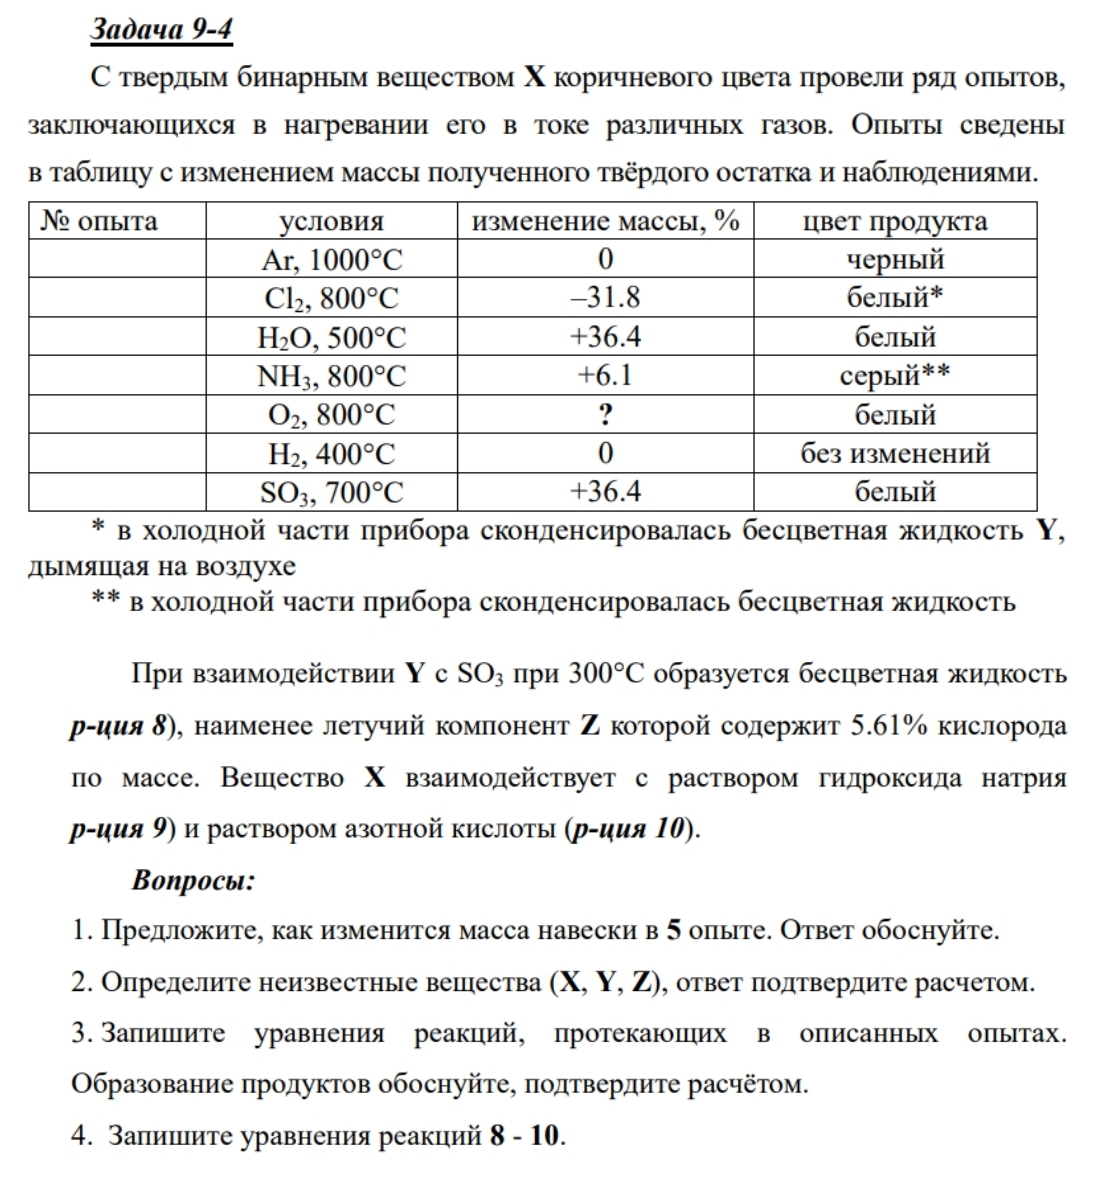 Задача 9-4
С твердым бинарным веществом X коричневого цвета провели ряд опытов,
заключающихся в нагревании его в токе различных газов. Опыты сведены
в таблицу с изменением массы полученного твёрдого остатка и наблюдениями.
№ опыта условия изменение массы, % цвет продукта
Ar, 1000°C 0 черный
Cl₂, 800°C –31.8 белый*
H₂O, 500°C +36.4 белый
NH₃, 800°C +6.1 серый**
O₂, 800°C ? белый
H₂, 400°C 0 без изменений
SO₃, 700°C +36.4 белый
* в холодной части прибора сконденсировалась бесцветная жидкость Y,
дымящая на воздухе
** в холодной части прибора сконденсировалась бесцветная жидкость
При взаимодействии Y с SO₃ при 300°C образуется бесцветная жидкость
р-ция 8), наименее летучий компонент Z которой содержит 5.61% кислорода
по массе. Вещество X взаимодействует с раствором гидроксида натрия
р-ция 9) и раствором азотной кислоты (р-ция 10).
Вопросы:
1. Предложите, как изменится масса навески в 5 опыте. Ответ обоснуйте.
2. Определите неизвестные вещества (X, Y, Z), ответ подтвердите расчетом.
3. Запишите уравнения реакций, протекающих в описанных опытах.
Образование продуктов обоснуйте, подтвердите расчётом.
4. Запишите уравнения реакций 8 - 10.